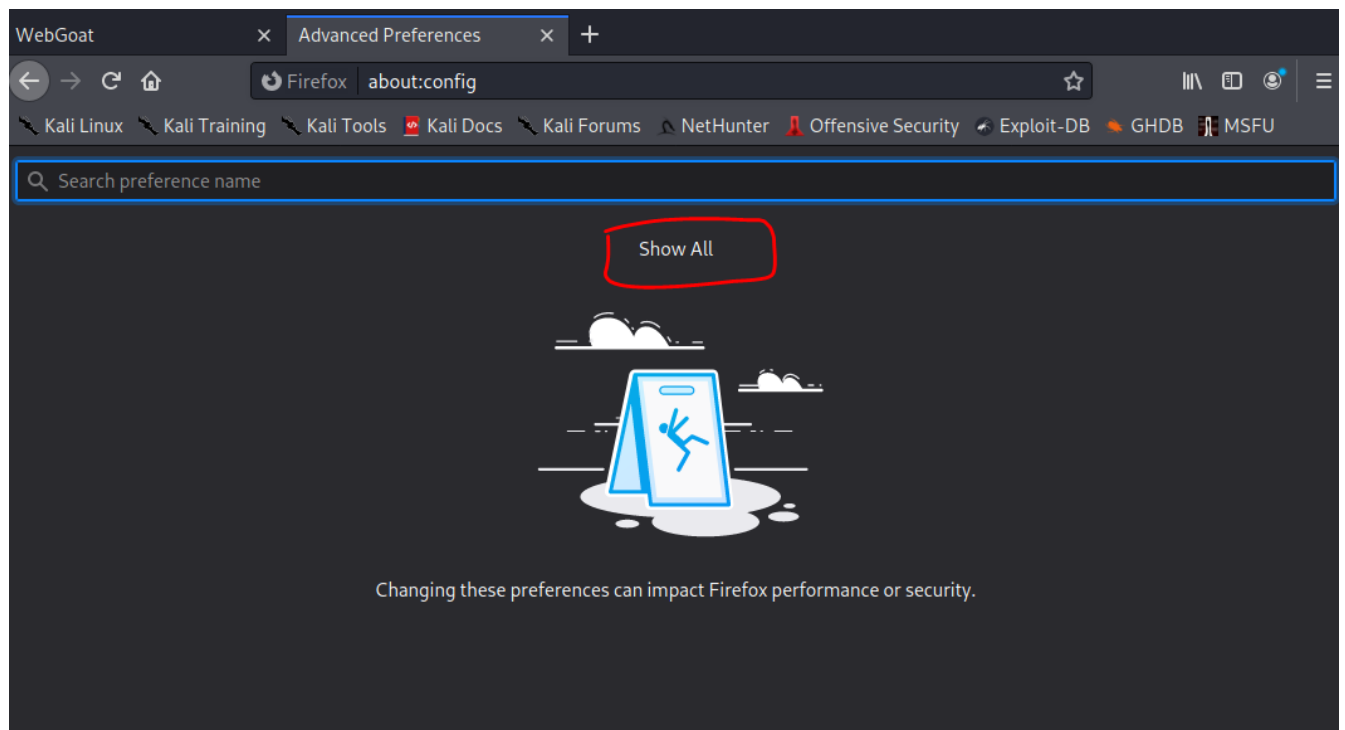 WebGoat Advanced Preferences
Firefox about:config
Kali Linux Kali Training Kali Tools Kali Docs Kali Forums NetHunter Offensive Security Exploit-DB GHDB MSFU
Search preference name
Show All
Changing these preferences can impact Firefox performance or security.